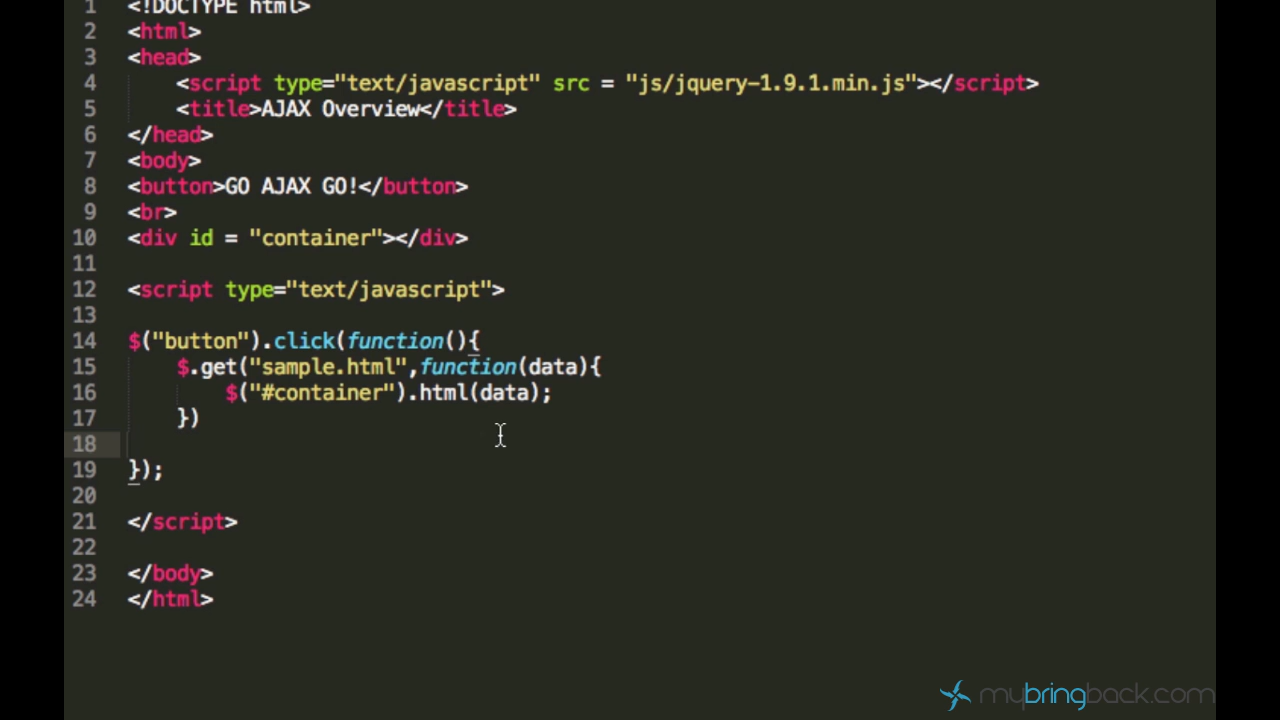 1 <!DOCTYPE html>
2 <html>
3 <head>
4 <script type="text/javascript" src = "js/jquery-1.9.1.min.js"></script>
5 <title>AJAX Overview</title>
6 </head>
7 <body>
8 <button>GO AJAX GO!</button>
9 <br>
10 <div id = "container"></div>
11
12 <script type="text/javascript">
13
14 $("button").click(function(){
15 $.get("sample.html",function(data){
16 $("#container").html(data);
17 })
18
19 });
20
21 </script>
22
23 </body>
24 </html>
mybringback.com